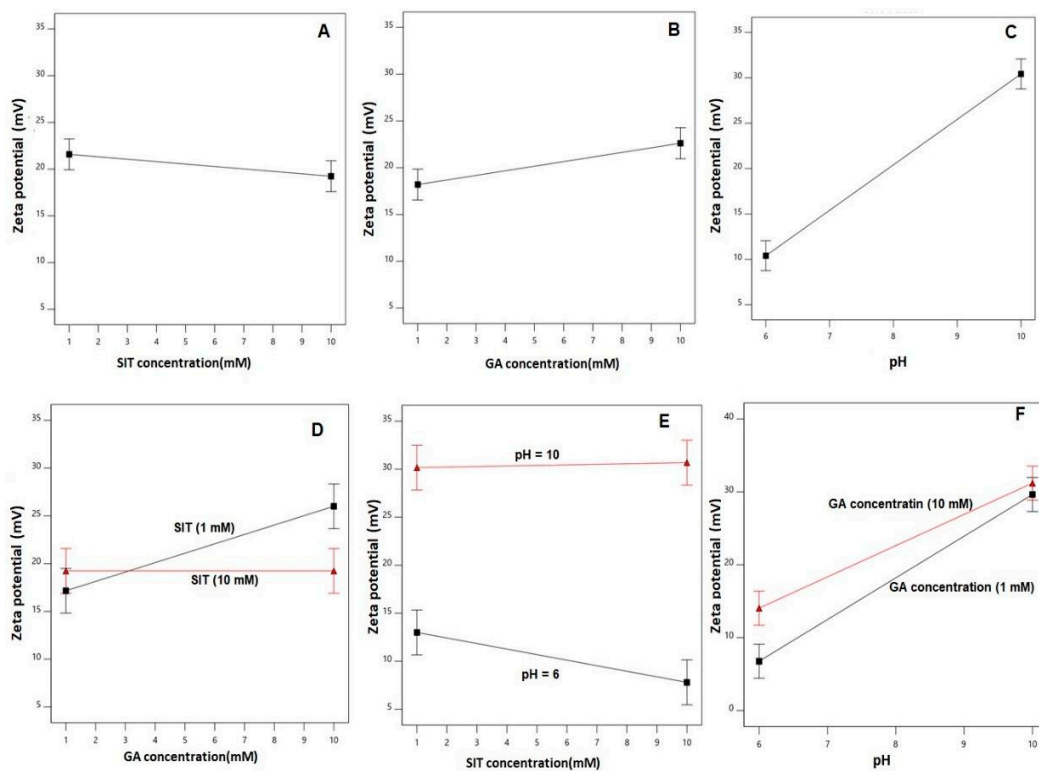 A
Zeta potential (mV)
35
30
25
20
15
10
5
1 2 3 4 5 6 7 8 9 10
SIT concentration(mM)
B
Zeta potential (mV)
35
30
25
20
15
10
5
1 2 3 4 5 6 7 8 9 10
GA concentration(mM)
C
Zeta potential (mV)
35
30
25
20
15
10
5
6 7 8 9 10
pH
D
Zeta potential (mV)
35
30
25
20
15
10
5
SIT (1 mM)
SIT (10 mM)
1 2 3 4 5 6 7 8 9 10
GA concentration(mM)
E
Zeta potential (mV)
35
30
25
20
15
10
5
pH = 10
pH = 6
1 2 3 4 5 6 7 8 9 10
SIT concentration(mM)
F
Zeta potential (mV)
40
30
20
10
0
GA concentratin (10 mM)
GA concentration (1 mM)
6 7 8 9 10
pH